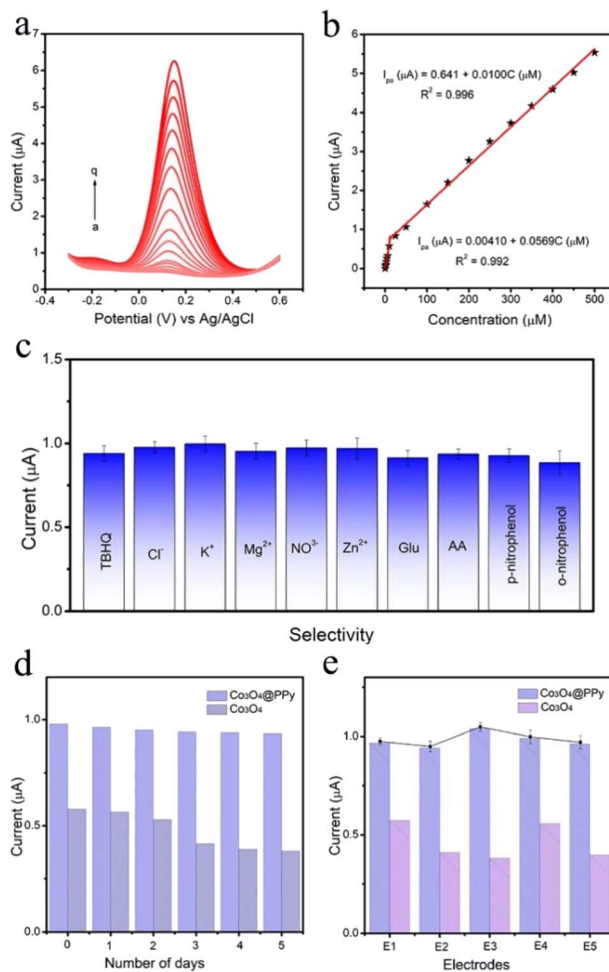 a
7
6
5
4
3
2
1
0
Current (μA)
q
a
-0.4
-0.2
0.0
0.2
0.4
0.6
Potential (V) vs Ag/AgCl
b
6
5
4
3
2
1
0
Current (μA)
I_pa (μA) = 0.641 + 0.0100C (μM)
R² = 0.996
I_pa (μA) = 0.00410 + 0.0569C (μM)
R² = 0.992
0
100
200
300
400
500
Concentration (μM)
c
1.5
1.0
0.5
0.0
Current (μA)
TBHQ
Cl⁻
K⁺
Mg²⁺
NO³⁻
Zn²⁺
Glu
AA
p-nitrophenol
o-nitrophenol
Selectivity
d
Co₃O₄@PPy
Co₃O₄
1.0
0.5
0.0
Current (μA)
0
1
2
3
4
5
Number of days
e
Co₃O₄@PPy
Co₃O₄
1.0
0.5
0.0
Current (μA)
E1
E2
E3
E4
E5
Electrodes